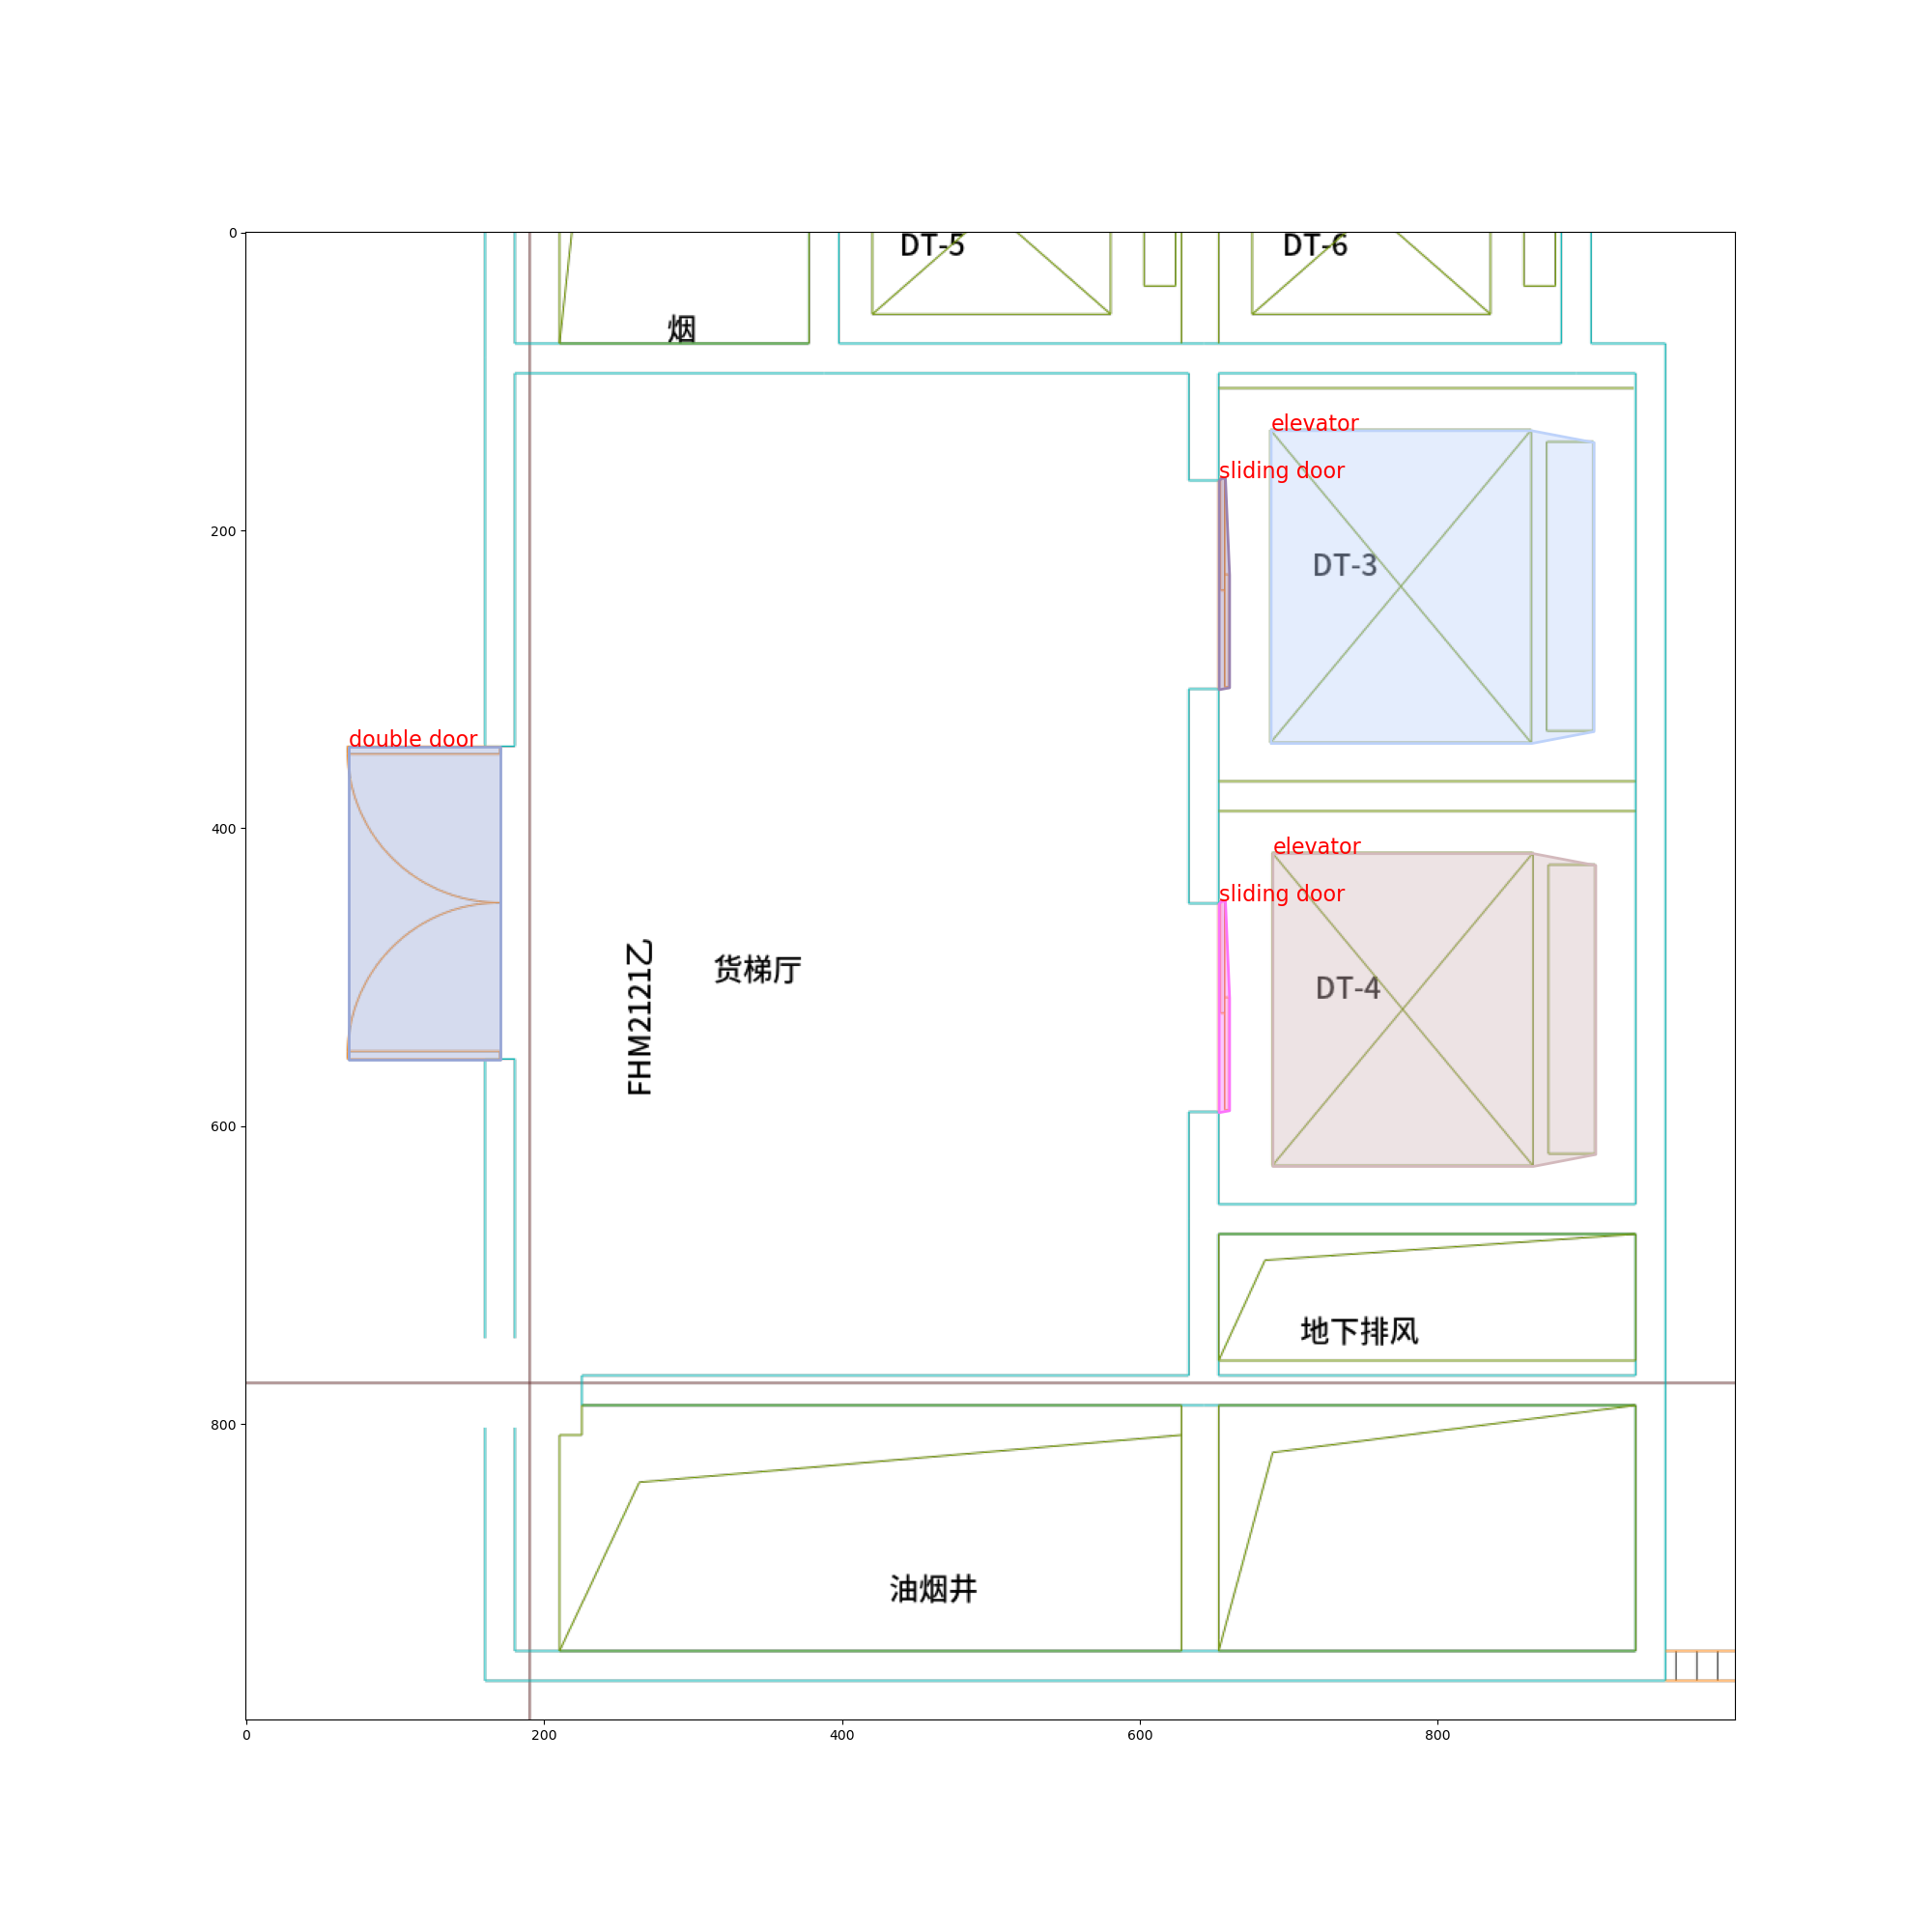 0
DT-5
DT-6
烟
elevator
sliding door
200
DT-3
double door
400
elevator
sliding door
FHM2121乙
货梯厅
DT-4
600
地下排风
800
油烟井
0
200
400
600
800